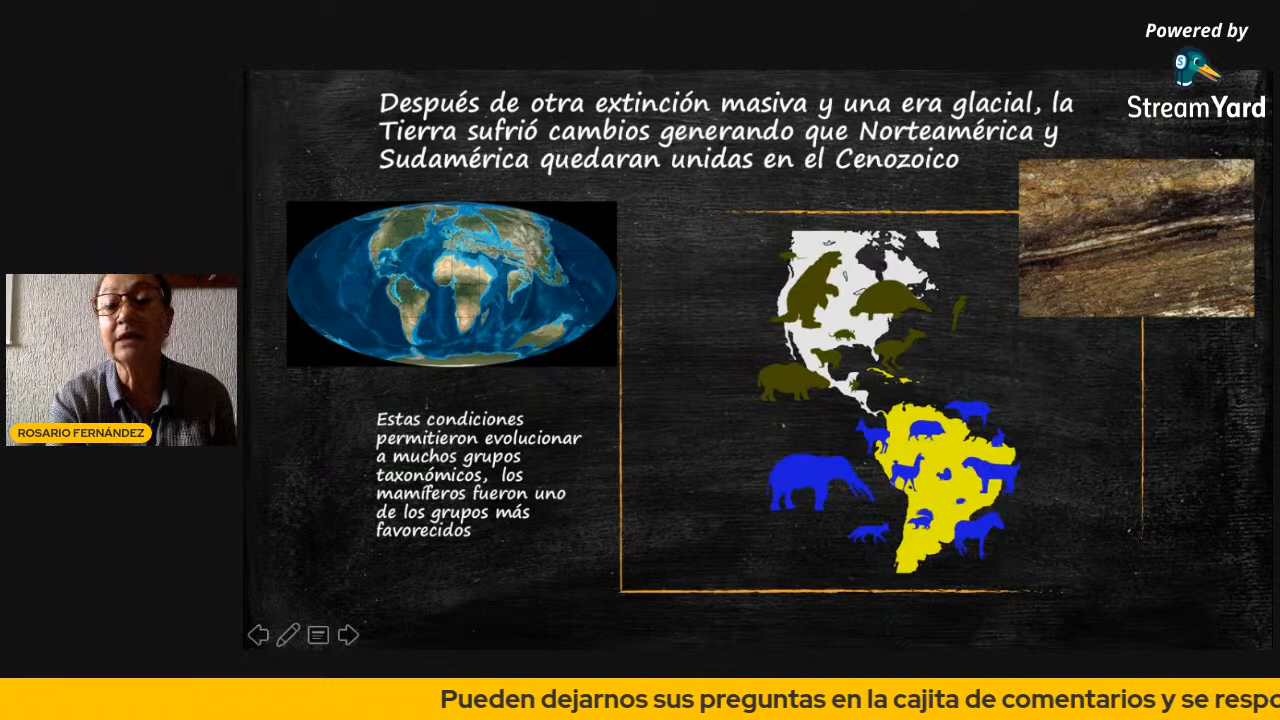 Powered by
StreamYard
Después de otra extinción masiva y una era glacial, la
Tierra sufrió cambios generando que Norteamérica y
Sudamérica quedaran unidas en el Cenozoico
Estas condiciones
permitieron evolucionar
a muchos grupos
taxonómicos, los
mamíferos fueron uno
de los grupos más
favorecidos
ROSARIO FERNÁNDEZ
Pueden dejarnos sus preguntas en la cajita de comentarios y se respo